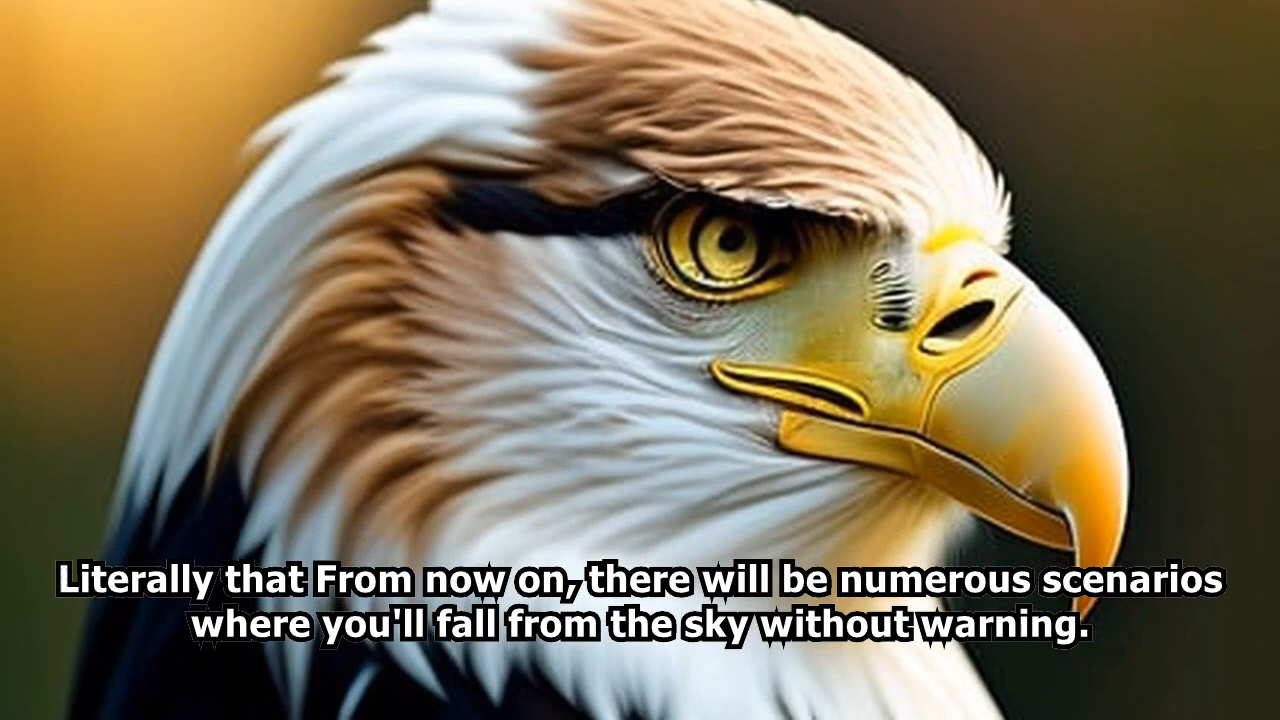 Literally that From now on, there will be numerous scenarios
where you'll fall from the sky without warning.